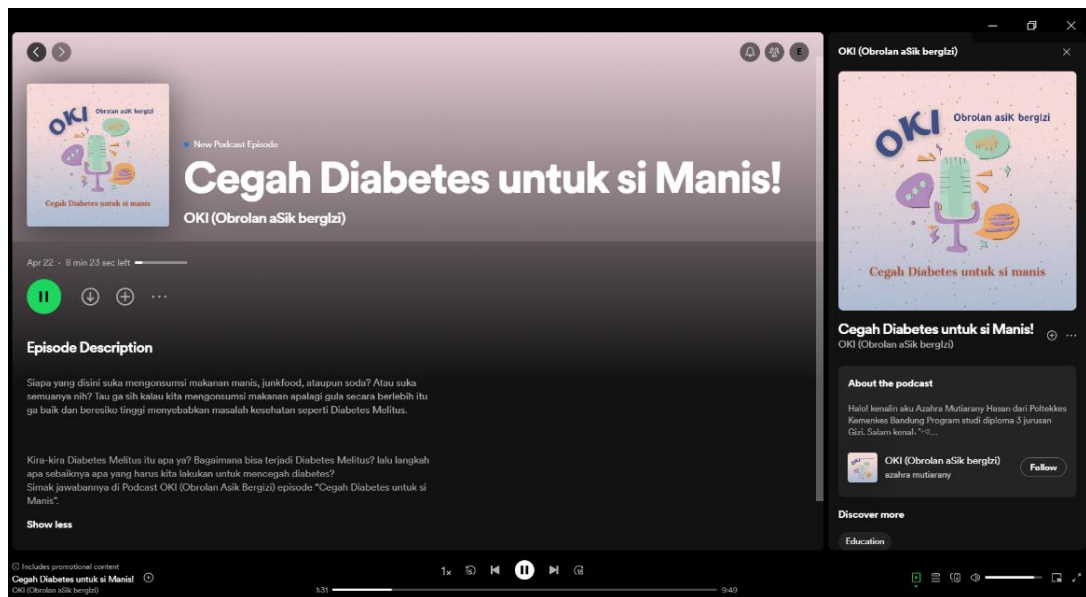 OKI
Obrolan asiK bergIzi
Cegah Diabetes untuk si manis
New Podcast Episode
Cegah Diabetes untuk si Manis!
OKI (Obrolan aSik bergIzi)
E
Apr 22 - 8 min 23 sec left
Episode Description
Siapa yang disini suka mengonsumsi makanan manis, junkfood, ataupun soda? Atau suka
semuanya nih? Tau ga sih kalau kita mengonsumsi makanan apalagi gula secara berlebih itu
ga baik dan beresiko tinggi menyebabkan masalah kesehatan seperti Diabetes Melitus.
Kira-kira Diabetes Melitus itu apa ya? Bagaimana bisa terjadi Diabetes Melitus? lalu langkah
apa sebaiknya apa yang harus kita lakukan untuk mencegah diabetes?
Simak jawabannya di Podcast OKI (Obrolan Asik Bergizi) episode “Cegah Diabetes untuk si
Manis”.
Show less
OKI (Obrolan aSik bergIzi)
OKI
Obrolan asiK bergIzi
Cegah Diabetes untuk si manis
Cegah Diabetes untuk si Manis!
OKI (Obrolan aSik bergIzi)
About the podcast
Halo! kenalin aku Azahra Mutiarany Hasan dari Poltekkes
Kemenkes Bandung Program studi diploma 3 jurusan
Gizi. Salam kenal
OKI (Obrolan aSik bergIzi)
azahra mutiarany
Follow
Discover more
Education
Includes promotional content
Cegah Diabetes untuk si Manis!
OKI (Obrolan aSik bergIzi)
1x
15
15
1:31
9:49